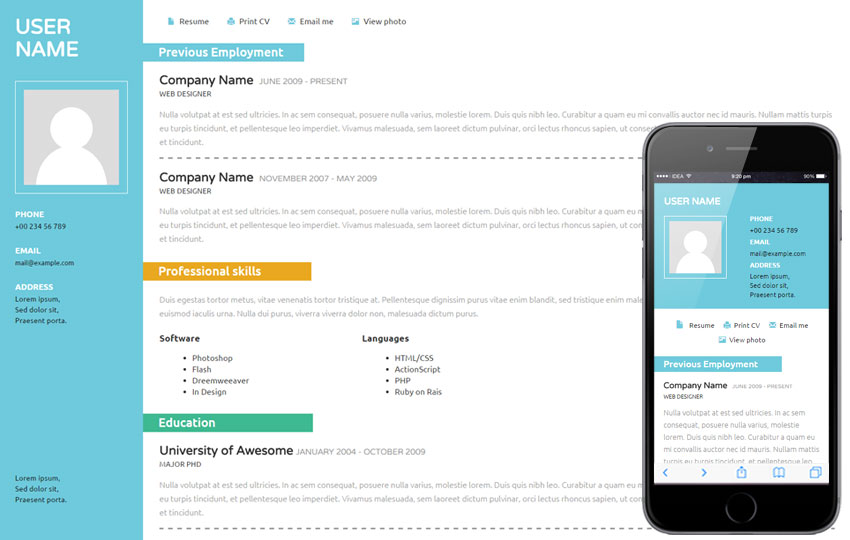 USER
NAME
PHONE
+00 234 56 789
EMAIL
mail@example.com
ADDRESS
Lorem ipsum,
Sed dolor sit,
Praesent porta.
Lorem ipsum,
Sed dolor sit,
Praesent porta.
Resume Print CV Email me View photo
Previous Employment
Company Name JUNE 2009 - PRESENT
WEB DESIGNER
Nulla volutpat at est sed ultricies. In ac sem consequat, posuere nulla varius, molestie lorem. Duis quis nibh leo. Curabitur a quam eu mi convallis auctor nec id mauris. Nullam mattis turpis
eu turpis tincidunt, et pellentesque leo imperdiet. Vivamus malesuada, sem laoreet dictum pulvinar, orci lectus rhoncus sapien, ut
et tincidunt.
Company Name NOVEMBER 2007 - MAY 2009
WEB DESIGNER
Nulla volutpat at est sed ultricies. In ac sem consequat, posuere nulla varius, molestie lorem. Duis quis nibh leo. Curabitur a quam eu m
eu turpis tincidunt, et pellentesque leo imperdiet. Vivamus malesuada, sem laoreet dictum pulvinar, orci lectus rhoncus sapien, ut
et tincidunt.
Professional skills
Duis egestas tortor metus, vitae venenatis tortor tristique at. Pellentesque dignissim purus vitae enim blandit, sed tristique mi
euismod iaculis urna. Nulla dui purus, viverra viverra dolor non, tincidunt luctus purus.
Software
Photoshop
Flash
Dreemweeaver
In Design
Languages
HTML/CSS
ActionScript
PHP
Ruby on Rais
Education
University of Awesome JANUARY 2004 - OCTOBER 2009
MAJOR PHD
Nulla volutpat at est sed ultricies. In ac sem consequat, posuere nulla varius, molestie lorem. Duis quis nibh leo. Curabitur a quam eu m
eu turpis tincidunt, et pellentesque leo imperdiet. Vivamus malesuada, sem laoreet dictum pulvinar, orci lectus rhoncus sapien, ut
et tincidunt.
IDEA 9:20 pm 90%
USER NAME
PHONE
+00 234 56 789
EMAIL
mail@example.com
ADDRESS
Lorem ipsum,
Sed dolor sit,
Praesent porta.
Resume Print CV Email me
View photo
Previous Employment
Company Name JUNE 2009 - PRESENT
WEB DESIGNER
Nulla volutpat at est sed ultricies. In
ac sem consequat, posuere nulla
varius, molestie lorem. Duis quis
nibh leo. Curabitur a quam eu mi
convallis auctor nec id mauris.
Nullam mattis turpis eu turpis